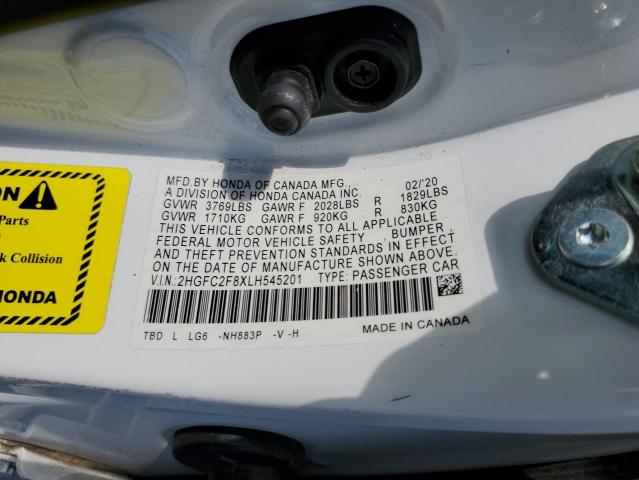 MFD.BY HONDA OF CANADA MFG., 02/'20
A DIVISION OF HONDA CANADA INC.
GVWR 3769LBS GAWR F 2028LBS R 1829LBS
GVWR 1710KG GAWR F 920KG R 830KG
THIS VEHICLE CONFORMS TO ALL APPLICABLE
FEDERAL MOTOR VEHICLE SAFETY, BUMPER,
AND THEFT PREVENTION STANDARDS IN EFFECT
ON THE DATE OF MANUFACTURE SHOWN ABOVE.
V.I.N.:2HGFC2F8XLH545201 TYPE: PASSENGER CAR
TBD L LG6 -NH883P -V -H MADE IN CANADA
ON
Parts
k Collision
HONDA